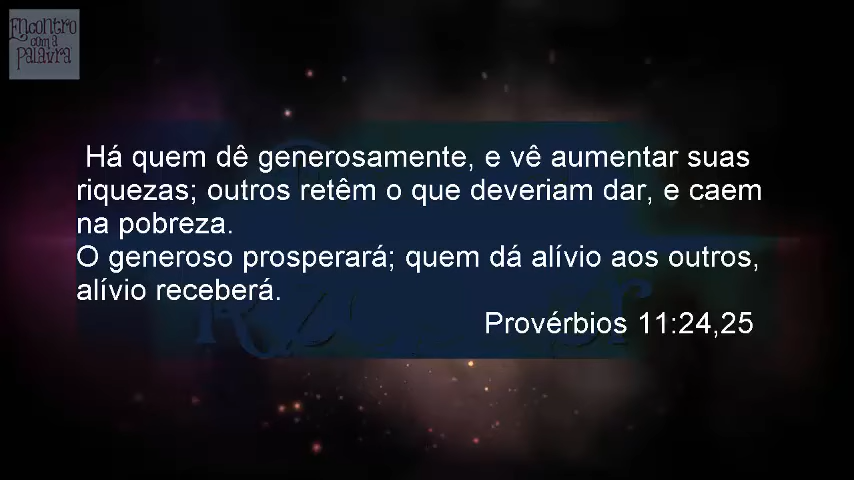 Encontro
com a
Palavra
Há quem dê generosamente, e vê aumentar suas
riquezas; outros retêm o que deveriam dar, e caem
na pobreza.
O generoso prosperará; quem dá alívio aos outros,
alívio receberá.
Provérbios 11:24,25